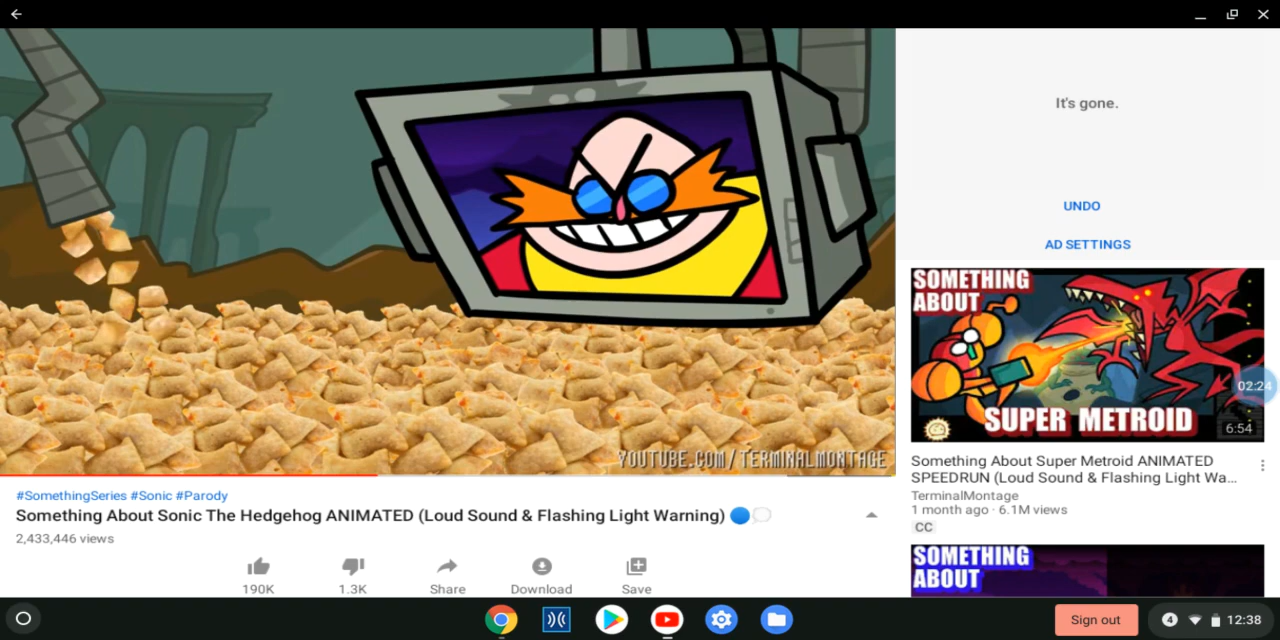 YOUTUBE.COM/TERMINALMONTAGE
#SomethingSeries #Sonic #Parody
Something About Sonic The Hedgehog ANIMATED (Loud Sound & Flashing Light Warning) 🔵💭
2,433,446 views
190K
1.3K
Share
Download
Save
It's gone.
UNDO
AD SETTINGS
SOMETHING
ABOUT
SUPER METROID
02:24
6:54
Something About Super Metroid ANIMATED
SPEEDRUN (Loud Sound & Flashing Light Wa...
TerminalMontage
1 month ago · 6.1M views
CC
SOMETHING
ABOUT
Sign out
4
12:38